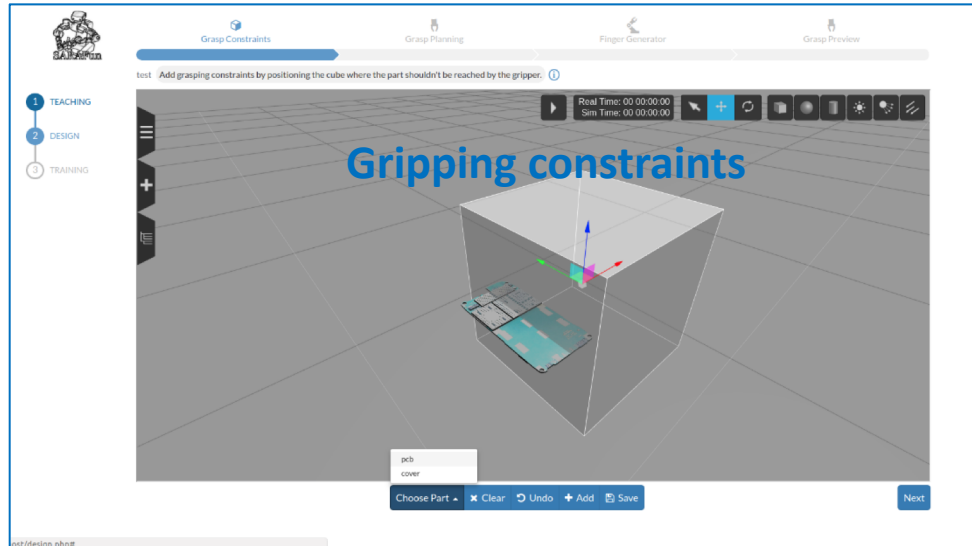 Grasp Constraints
Grasp Planning
Finger Generator
Grasp Preview
SARAFun
test Add grasping constraints by positioning the cube where the part shouldn't be reached by the gripper.
1 TEACHING
2 DESIGN
3 TRAINING
Real Time: 00 00:00:00
Sim Time: 00 00:00:00
Gripping constraints
pcb
cover
Choose Part
Clear
Undo
Add
Save
Next
ost/design.php#